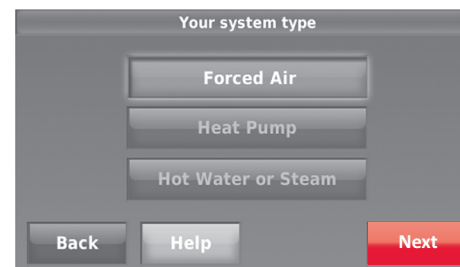 Your system type
Forced Air
Heat Pump
Hot Water or Steam
Back Help Next